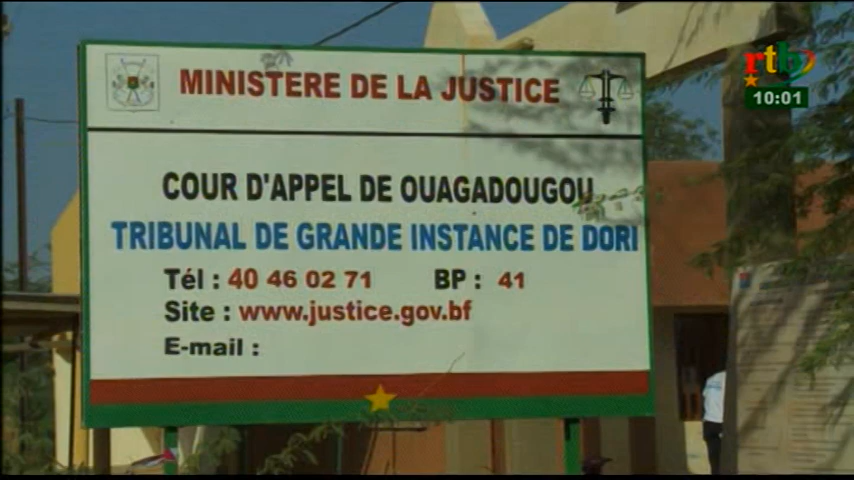 MINISTERE DE LA JUSTICE
rtb
10:01
COUR D'APPEL DE OUAGADOUGOU
TRIBUNAL DE GRANDE INSTANCE DE DORI
Tél : 40 46 02 71 BP : 41
Site : www.justice.gov.bf
E-mail :